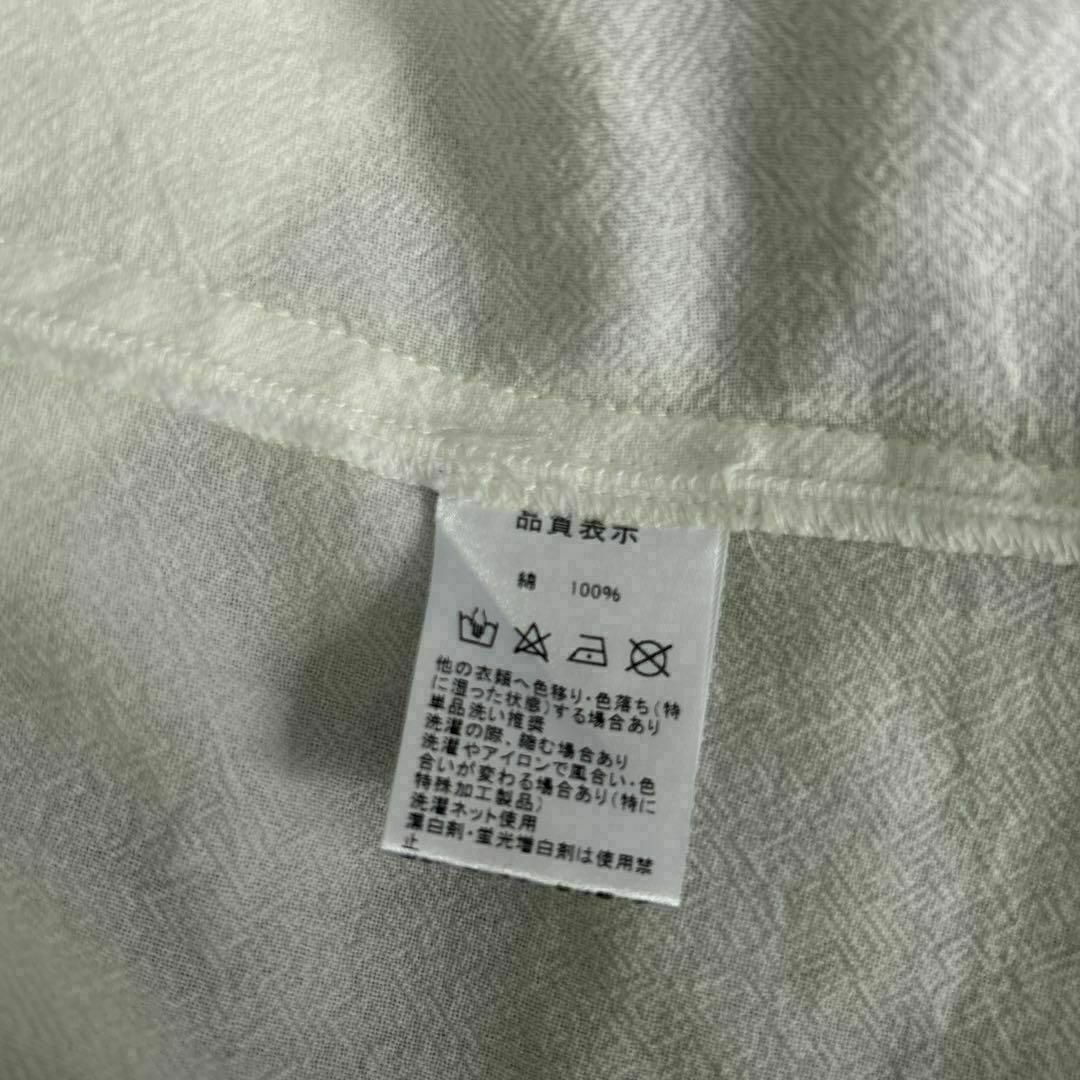 品質表示
綿 100%
他の衣類へ色移り・色落ち(特
に湿った状態)する場合あり
単品洗い推奨
洗濯の際、縮む場合あり
洗濯やアイロンで風合い・色
合いが変わる場合あり(特に
特殊加工製品)
洗濯ネット使用
漂白剤・蛍光増白剤は使用禁
止